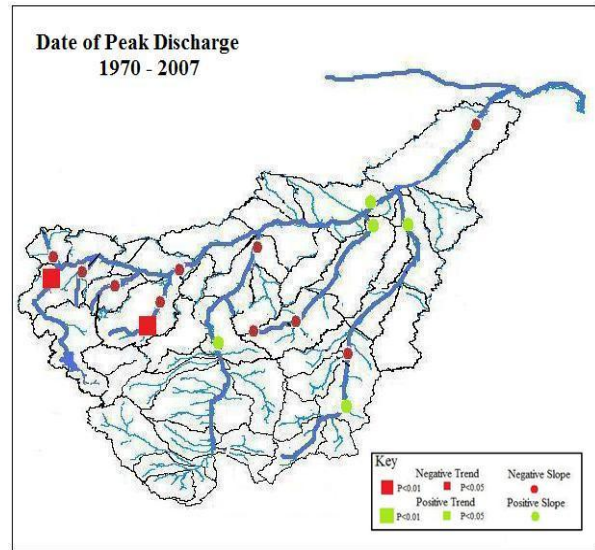 Date of Peak Discharge
1970 - 2007
Key
Negative Trend Negative Slope
P<0.01 P<0.05
Positive Trend Positive Slope
P<0.01 P<0.05